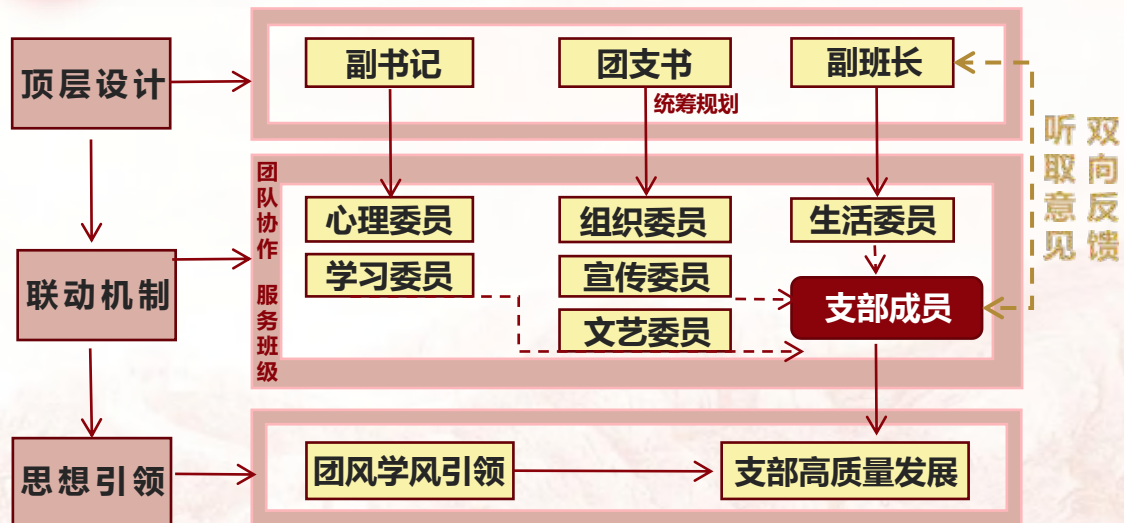 顶层设计
副书记
团支书
副班长
统筹规划
双向反馈
听取意见
团队协作 服务班级
联动机制
心理委员
组织委员
生活委员
学习委员
宣传委员
支部成员
文艺委员
思想引领
团风学风引领
支部高质量发展